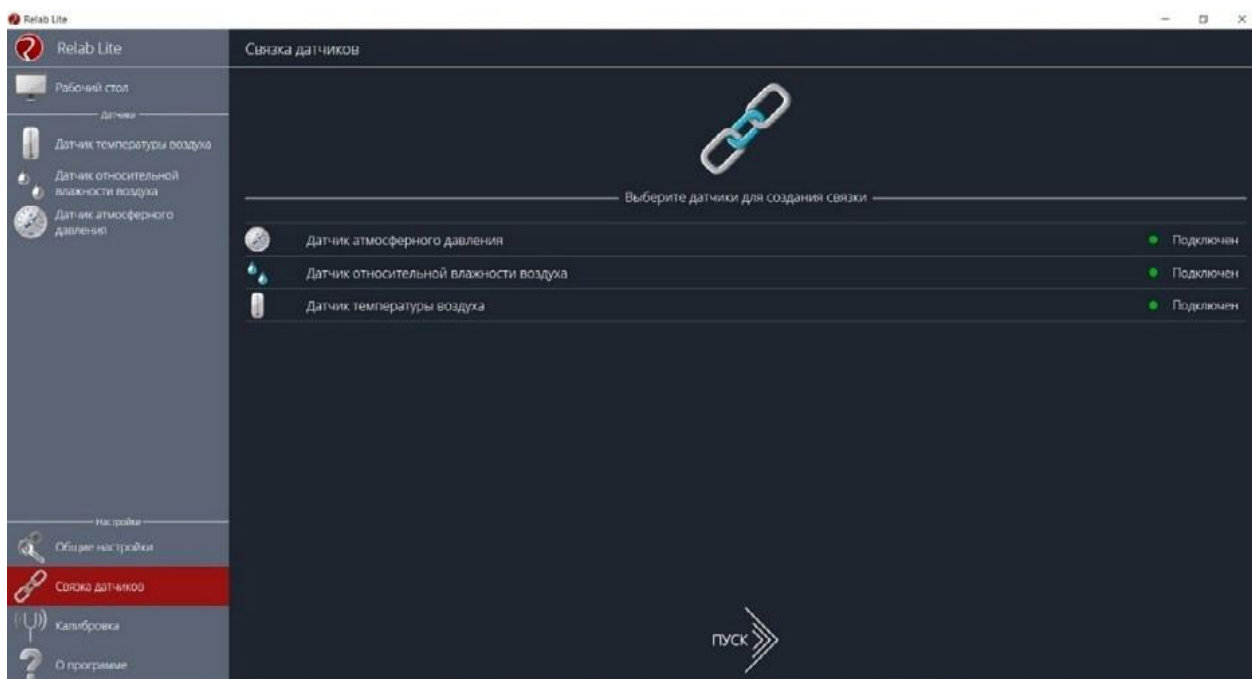 Relab Lite
Relab Lite
Связка датчиков
Рабочий стол
Датчики
Датчик температуры воздуха
Датчик относительной
влажности воздуха
Датчик атмосферного
давления
Выберите датчики для создания связки
Датчик атмосферного давления
Подключен
Датчик относительной влажности воздуха
Подключен
Датчик температуры воздуха
Подключен
Настройки
Общие настройки
Связка датчиков
Калибровка
О программе
ПУСК